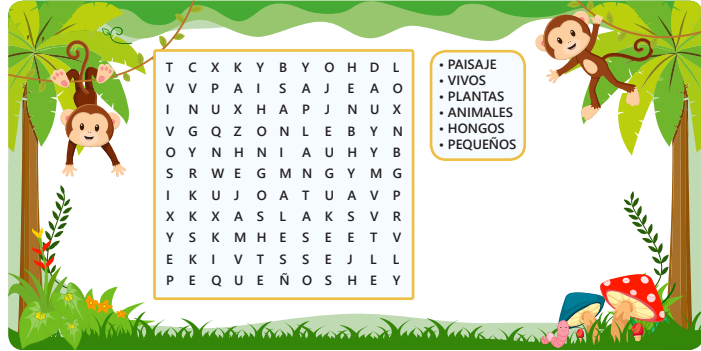 T C X K Y B Y O H D L
V V P A I S A J E A O
I N U X H A P J N U X
V G Q Z O N L E B Y N
O Y N H N I A U H Y B
S R W E G M N G Y M G
I K U J O A T U A V P
X K X A S L A K S V R
Y S K M H E S E E T V
E K I V T S S E J L L
P E Q U E Ñ O S H E Y
• PAISAJE
• VIVOS
• PLANTAS
• ANIMALES
• HONGOS
• PEQUEÑOS